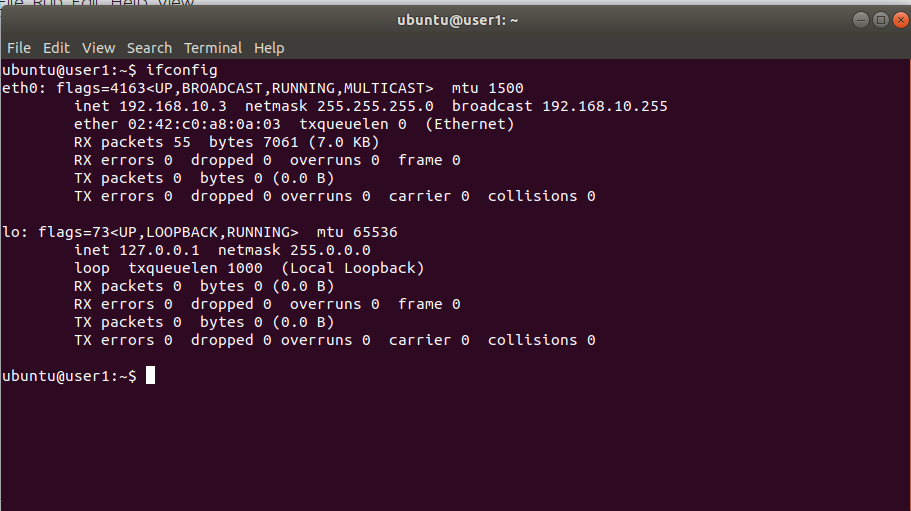 File Run Edit Help View
ubuntu@user1: ~
File Edit View Search Terminal Help
ubuntu@user1:~$ ifconfig
eth0: flags=4163<UP,BROADCAST,RUNNING,MULTICAST>  mtu 1500
        inet 192.168.10.3  netmask 255.255.255.0  broadcast 192.168.10.255
        ether 02:42:c0:a8:0a:03  txqueuelen 0  (Ethernet)
        RX packets 55  bytes 7061 (7.0 KB)
        RX errors 0  dropped 0  overruns 0  frame 0
        TX packets 0  bytes 0 (0.0 B)
        TX errors 0  dropped 0 overruns 0  carrier 0  collisions 0
lo: flags=73<UP,LOOPBACK,RUNNING>  mtu 65536
        inet 127.0.0.1  netmask 255.0.0.0
        loop  txqueuelen 1000  (Local Loopback)
        RX packets 0  bytes 0 (0.0 B)
        RX errors 0  dropped 0  overruns 0  frame 0
        TX packets 0  bytes 0 (0.0 B)
        TX errors 0  dropped 0 overruns 0  carrier 0  collisions 0
ubuntu@user1:~$